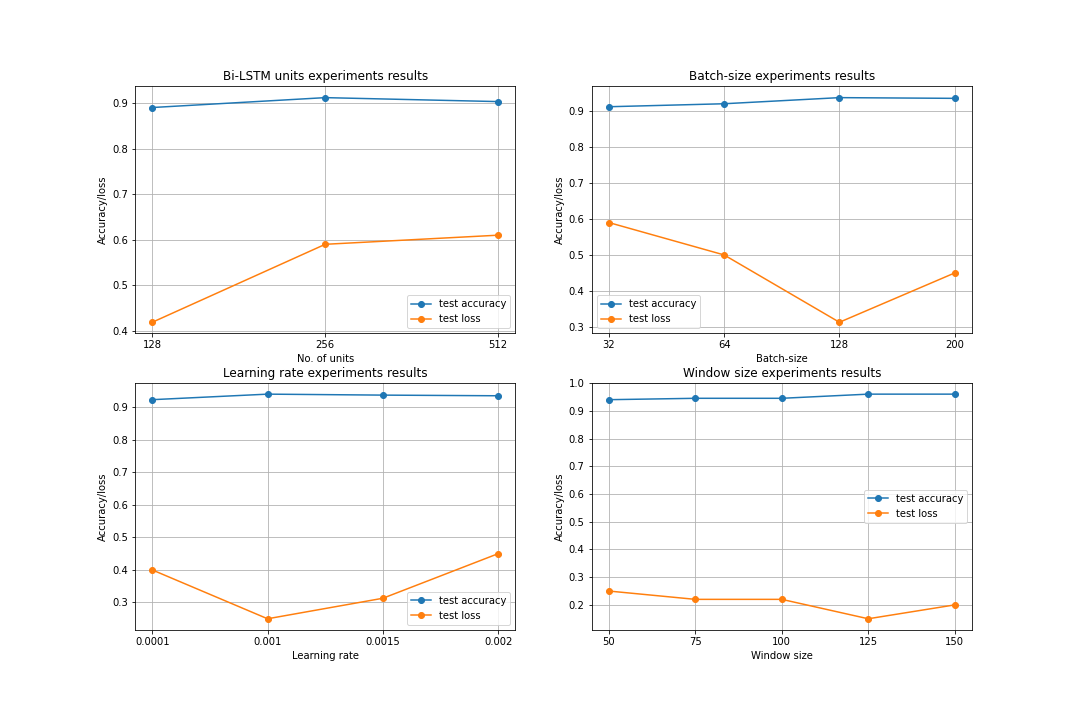 Bi-LSTM units experiments results
Accuracy/loss
0.9
0.8
0.7
0.6
0.5
0.4
test accuracy
test loss
128 256 512
No. of units
Batch-size experiments results
Accuracy/loss
0.9
0.8
0.7
0.6
0.5
0.4
0.3
test accuracy
test loss
32 64 128 200
Batch-size
Learning rate experiments results
Accuracy/loss
0.9
0.8
0.7
0.6
0.5
0.4
0.3
test accuracy
test loss
0.0001 0.001 0.0015 0.002
Learning rate
Window size experiments results
Accuracy/loss
1.0
0.9
0.8
0.7
0.6
0.5
0.4
0.3
0.2
test accuracy
test loss
50 75 100 125 150
Window size